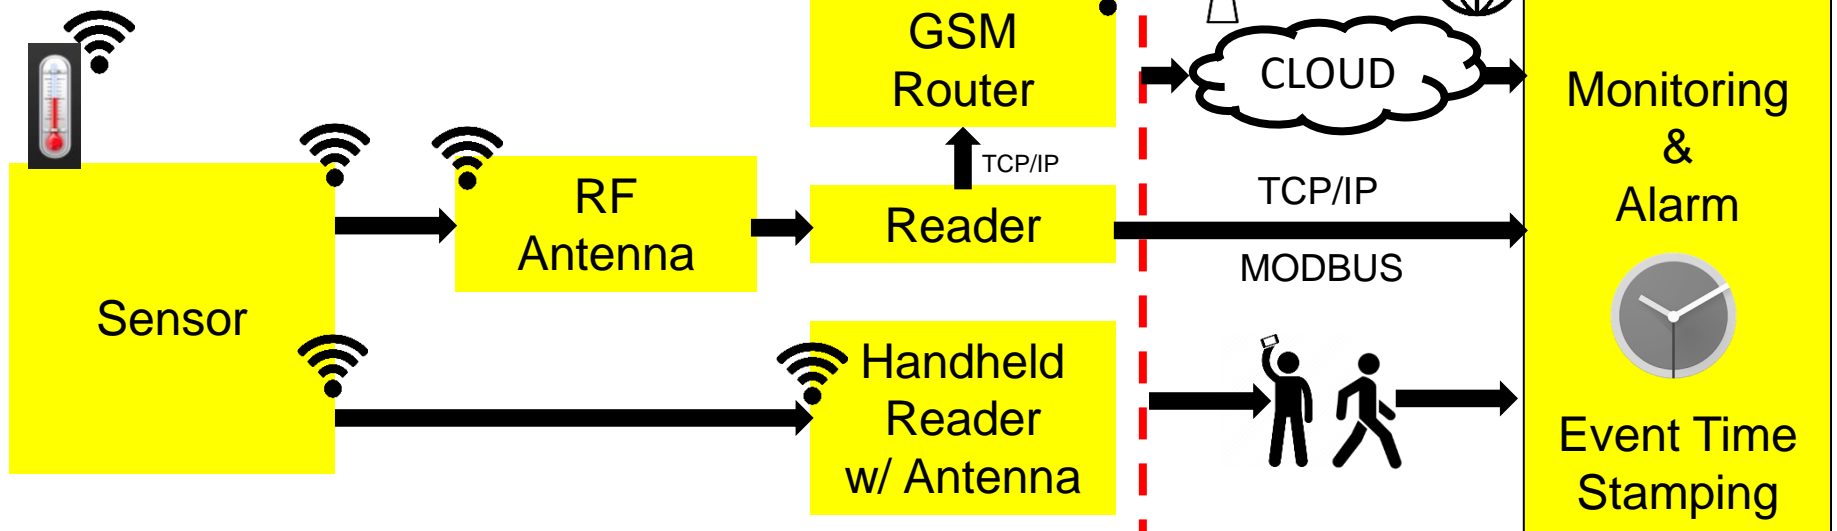 GSM
Router
CLOUD
Monitoring
&
Alarm
TCP/IP
RF
Antenna
Reader
TCP/IP
MODBUS
Sensor
Handheld
Reader
w/ Antenna
Event Time
Stamping